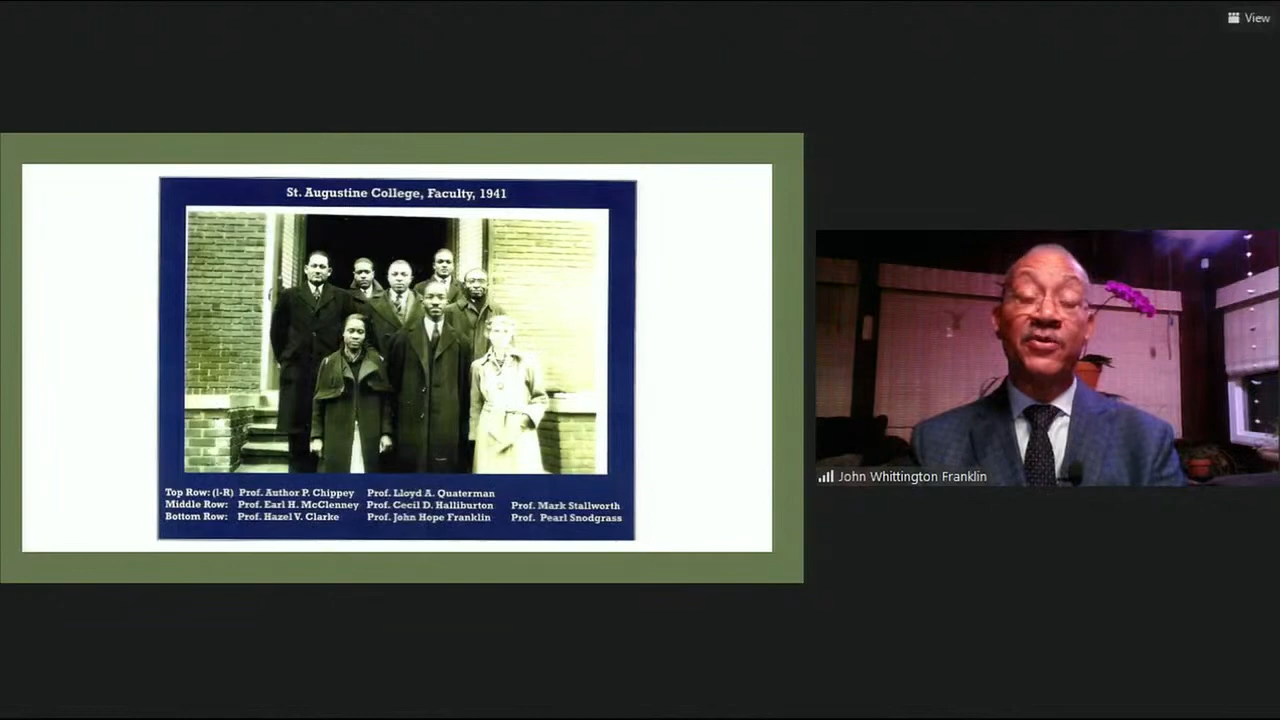 View
St. Augustine College, Faculty, 1941
Top Row: (l-R) Prof. Author P. Chippey Prof. Lloyd A. Quaterman
Middle Row: Prof. Earl H. McClenney Prof. Cecil D. Halliburton Prof. Mark Stallworth
Bottom Row: Prof. Hazel V. Clarke Prof. John Hope Franklin Prof. Pearl Snodgrass
John Whittington Franklin